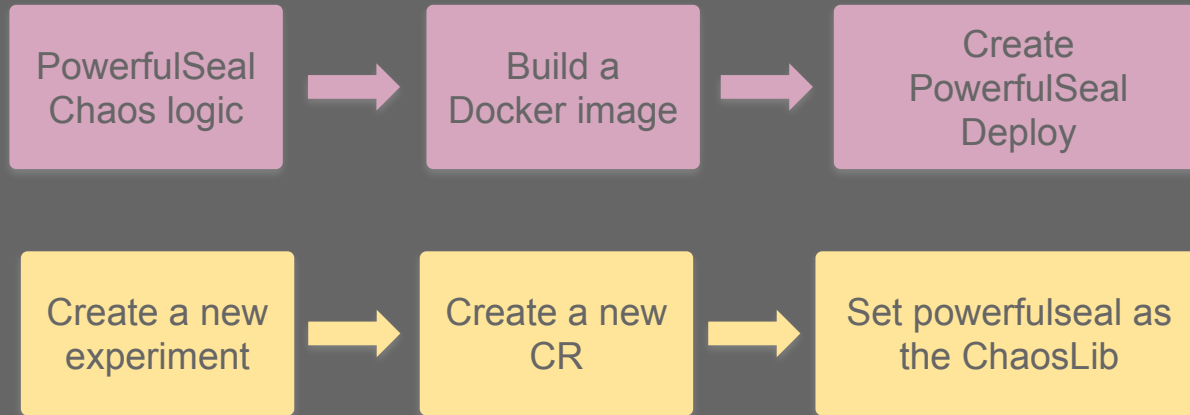 PowerfulSeal
Chaos logic
Build a
Docker image
Create
PowerfulSeal
Deploy
Create a new
experiment
Create a new
CR
Set powerfulseal as
the ChaosLib